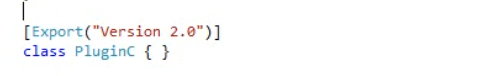 [Export("Version 2.0")]
class PluginC { }